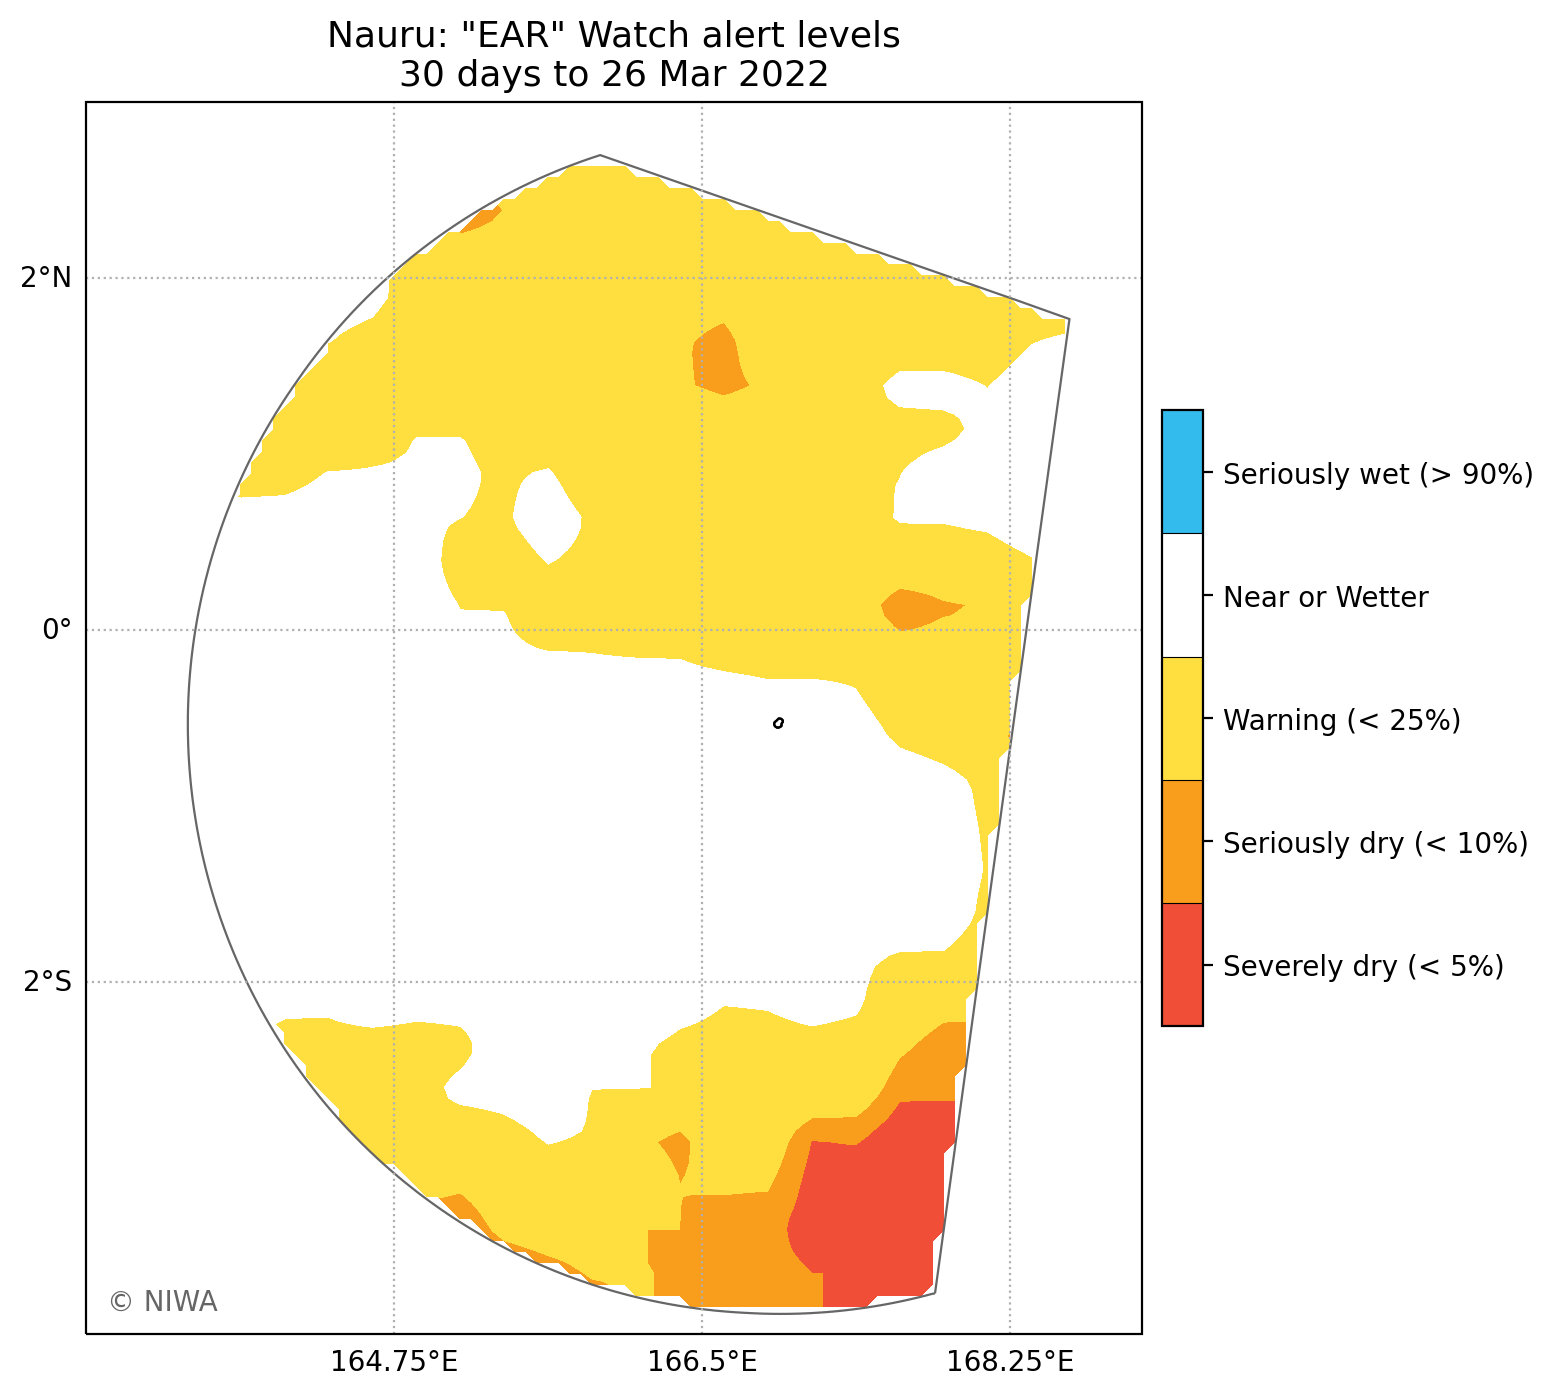 Nauru: "EAR" Watch alert levels
30 days to 26 Mar 2022
2°N
0°
2°S
164.75°E
166.5°E
168.25°E
Seriously wet (> 90%)
Near or Wetter
Warning (< 25%)
Seriously dry (< 10%)
Severely dry (< 5%)
© NIWA